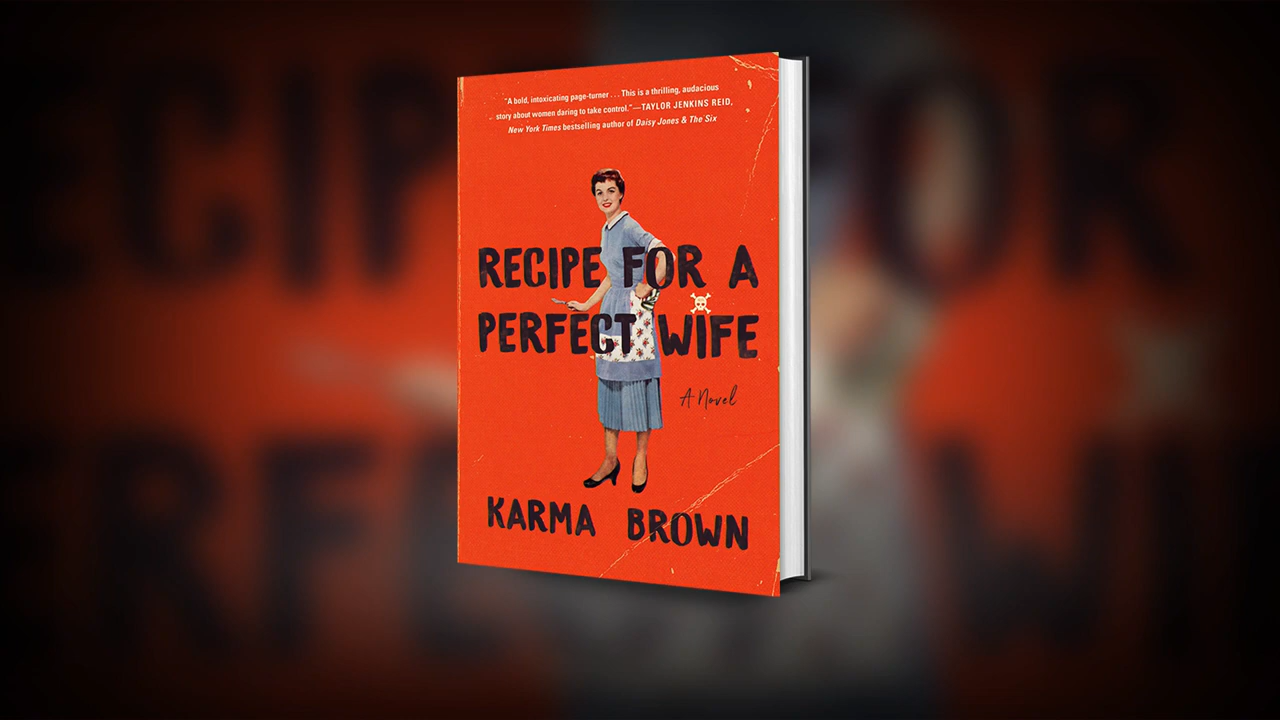 "A bold, intoxicating page-turner . . . This is a thrilling, audacious
story about women daring to take control."—TAYLOR JENKINS REID,
New York Times bestselling author of Daisy Jones & The Six
RECIPE FOR A
PERFECT WIFE
A Novel
KARMA BROWN